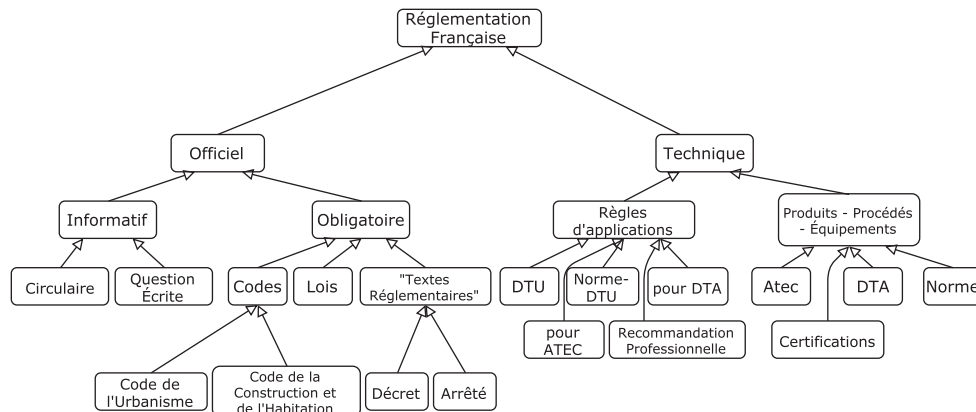 Réglementation
Française
Officiel
Technique
Informatif
Obligatoire
Règles
d'applications
Produits - Procédés
- Équipements
Circulaire
Question
Écrite
Codes
Lois
"Textes
Réglementaires"
DTU
Norme-
DTU
pour DTA
Atec
DTA
Norme
pour
ATEC
Recommandation
Professionnelle
Certifications
Code de
l'Urbanisme
Code de la
Construction et
de l'Habitation
Décret
Arrêté